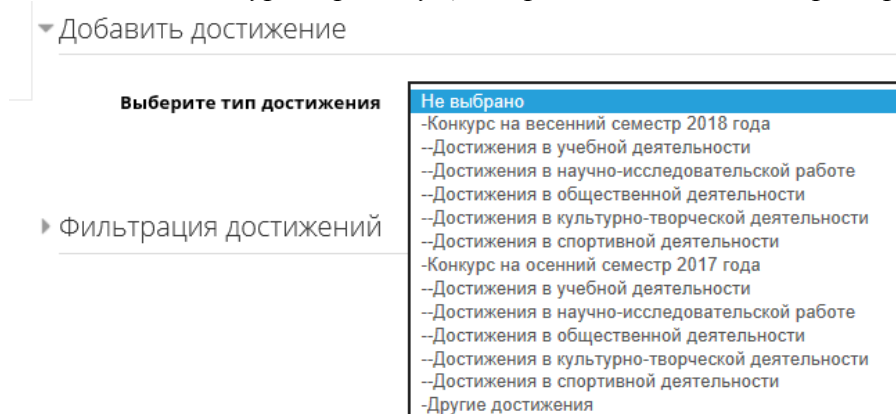 Добавить достижение
Выберите тип достижения
Не выбрано
-Конкурс на весенний семестр 2018 года
--Достижения в учебной деятельности
--Достижения в научно-исследовательской работе
--Достижения в общественной деятельности
--Достижения в культурно-творческой деятельности
--Достижения в спортивной деятельности
-Конкурс на осенний семестр 2017 года
--Достижения в учебной деятельности
--Достижения в научно-исследовательской работе
--Достижения в общественной деятельности
--Достижения в культурно-творческой деятельности
--Достижения в спортивной деятельности
-Другие достижения
Фильтрация достижений